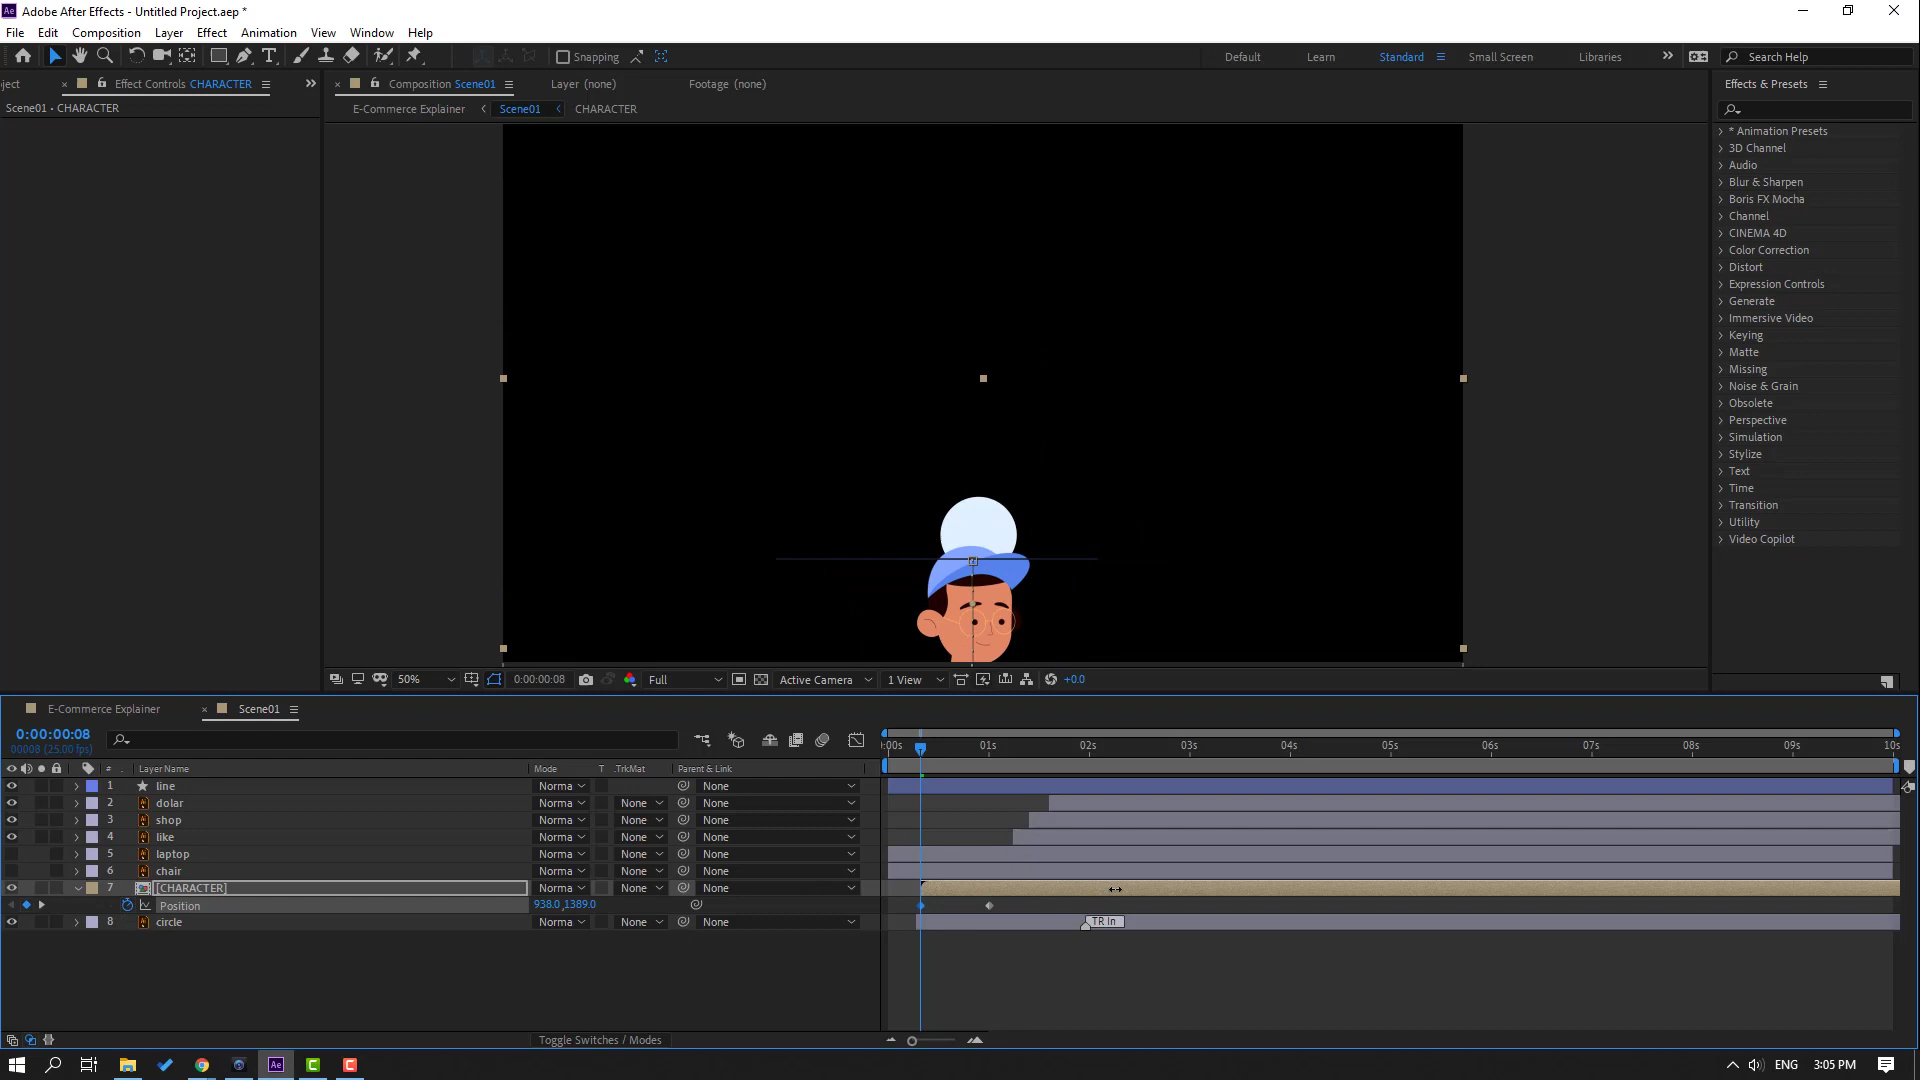 Adobe After Effects - Untitled Project.aep *
File Edit Composition Layer Effect Animation View Window Help
Snapping
Default Learn Standard Small Screen Libraries Search Help
ject Effect Controls CHARACTER
Composition Scene01 Layer (none) Footage (none)
Effects & Presets
Scene01 • CHARACTER
E-Commerce Explainer Scene01 CHARACTER
* Animation Presets
3D Channel
Audio
Blur & Sharpen
Boris FX Mocha
Channel
CINEMA 4D
Color Correction
Distort
Expression Controls
Generate
Immersive Video
Keying
Matte
Missing
Noise & Grain
Obsolete
Perspective
Simulation
Stylize
Text
Time
Transition
Utility
Video Copilot
50% 0:00:00:08 Full Active Camera 1 View +0.0
E-Commerce Explainer Scene01
0:00:00:08
00008 (25.00 fps)
:00s 01s 02s 03s 04s 05s 06s 07s 08s 09s 10s
# Layer Name Mode T .TrkMat Parent & Link
1 line Norma None
2 dolar Norma None None
3 shop Norma None None
4 like Norma None None
5 laptop Norma None None
6 chair Norma None None
7 [CHARACTER] Norma None None
Position 938.0,1389.0
8 circle Norma None None TR In
Toggle Switches / Modes
ENG 3:05 PM